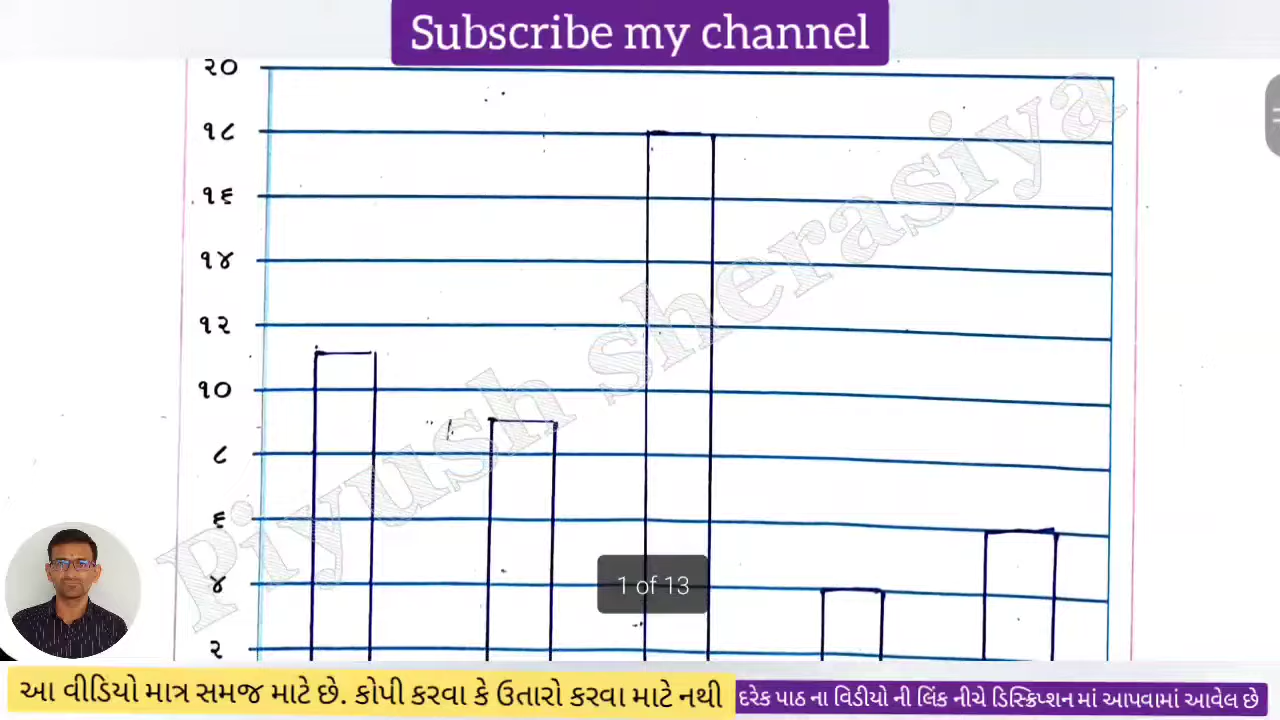 Subscribe my channel
૨૦
૧૮
૧૬
૧૪
૧૨
૧૦
૮
૬
૪
૨
Piyush sherasiya
1 of 13
આ વીડિયો માત્ર સમજ માટે છે. કોપી કરવા કે ઉતારો કરવા માટે નથી
દરેક પાઠ ના વિડીયો ની લિંક નીચે ડિસ્ક્રિપ્શન માં આપવામાં આવેલ છે